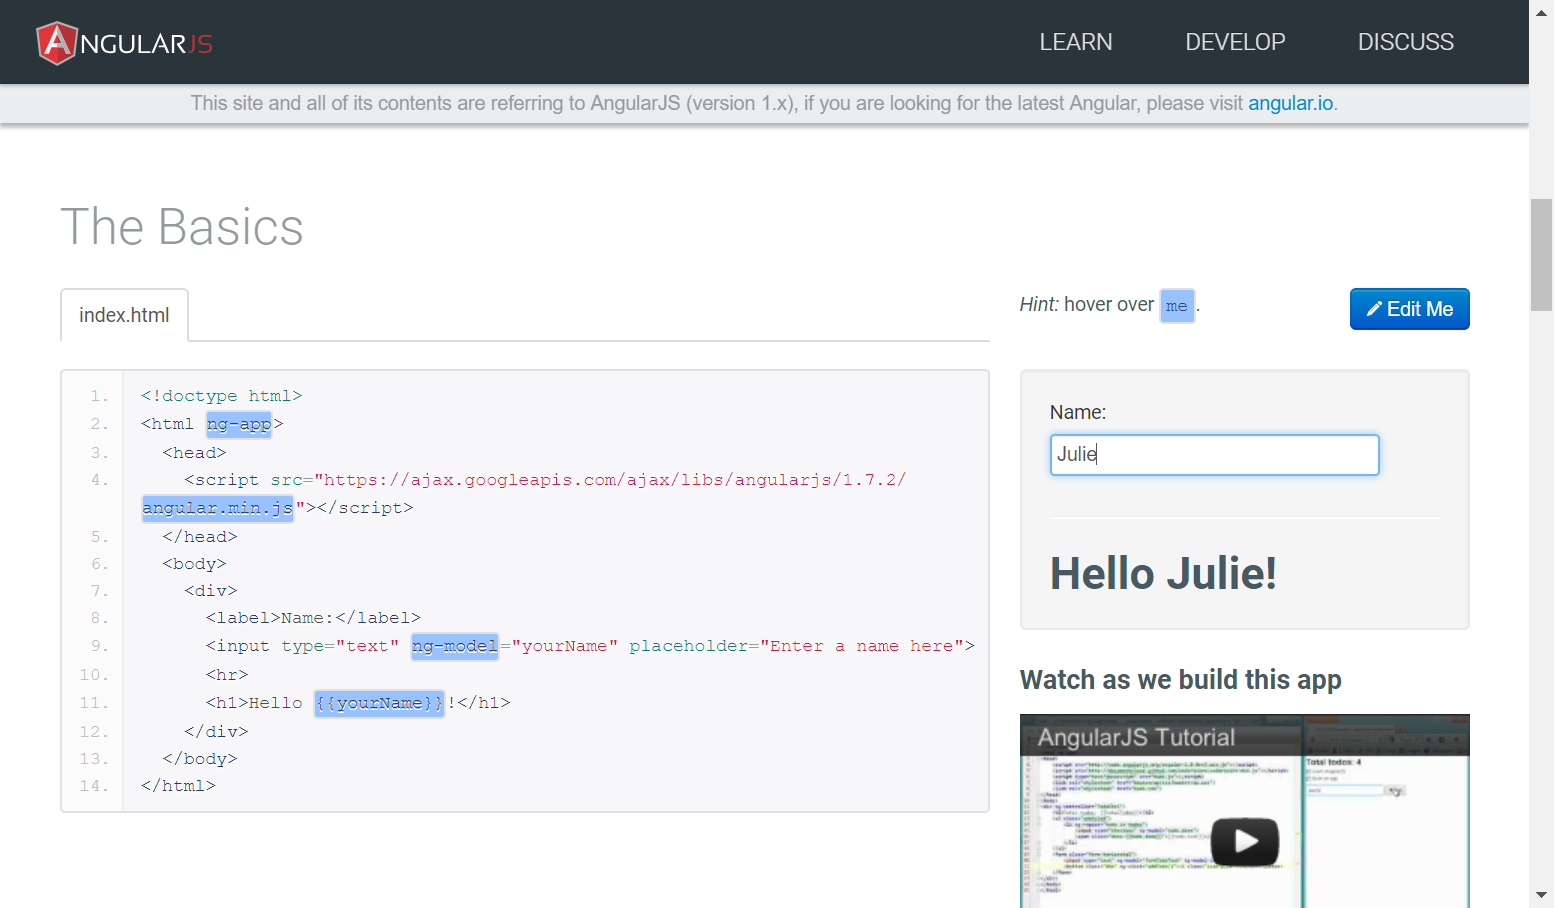 ANGULARJS
LEARN DEVELOP DISCUSS
This site and all of its contents are referring to AngularJS (version 1.x), if you are looking for the latest Angular, please visit angular.io.
The Basics
index.html
1. <!doctype html>
2. <html ng-app>
3. <head>
4. <script src="https://ajax.googleapis.com/ajax/libs/angularjs/1.7.2/
angular.min.js"></script>
5. </head>
6. <body>
7. <div>
8. <label>Name:</label>
9. <input type="text" ng-model="yourName" placeholder="Enter a name here">
10. <hr>
11. <h1>Hello {{yourName}}!</h1>
12. </div>
13. </body>
14. </html>
Hint: hover over me.
Edit Me
Name:
Julie
Hello Julie!
Watch as we build this app
AngularJS Tutorial
Total todos: 4